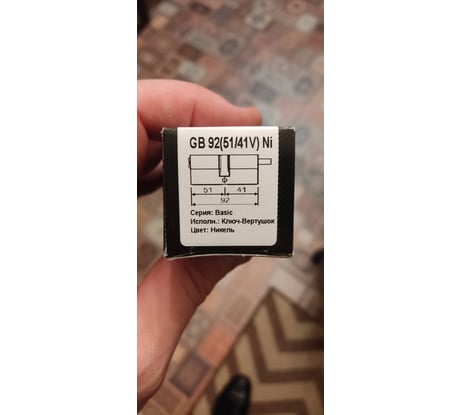 GB 92(51/41V) Ni
Ф
51 41
92
Серия: Basic
Исполн.: Ключ-Вертушок
Цвет: Никель